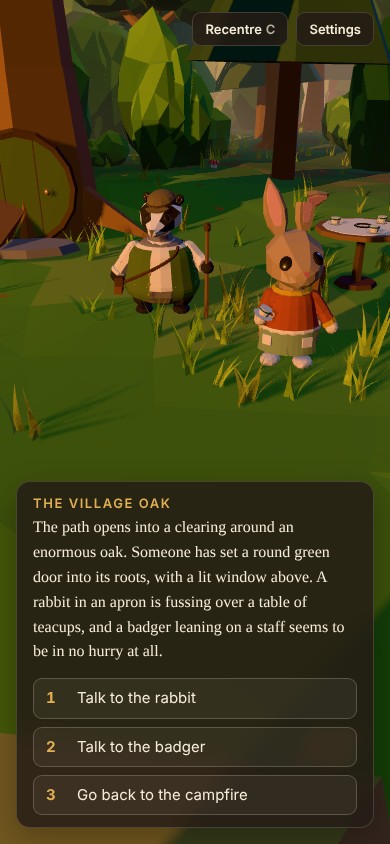 Recentre C
Settings
THE VILLAGE OAK
The path opens into a clearing around an
enormous oak. Someone has set a round green
door into its roots, with a lit window above. A
rabbit in an apron is fussing over a table of
teacups, and a badger leaning on a staff seems to
be in no hurry at all.
1 Talk to the rabbit
2 Talk to the badger
3 Go back to the campfire